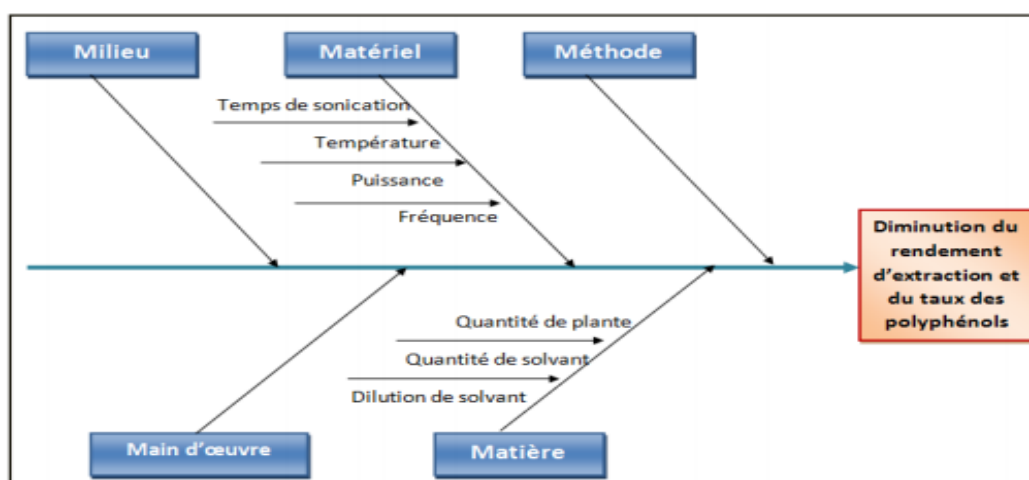 Milieu
Matériel
Méthode
Temps de sonication
Température
Puissance
Fréquence
Diminution du
rendement
d'extraction et
du taux des
polyphénols
Quantité de plante
Quantité de solvant
Dilution de solvant
Main d'œuvre
Matière